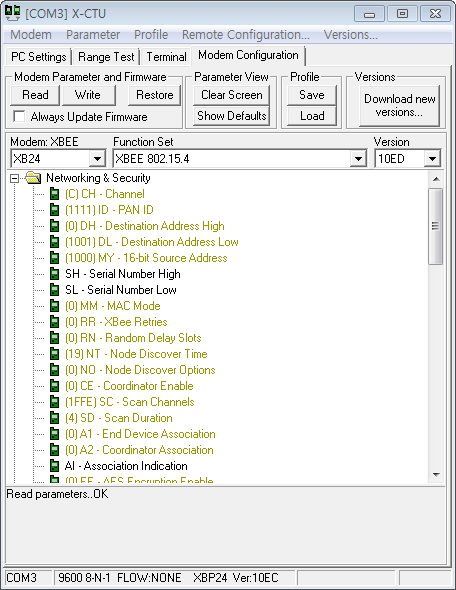 [COM3] X-CTU
Modem Parameter Profile Remote Configuration... Versions...
PC Settings Range Test Terminal Modem Configuration
Modem Parameter and Firmware Parameter View Profile Versions
Read Write Restore Clear Screen Save Download new versions...
Always Update Firmware Show Defaults Load
Modem: XBEE Function Set Version
XB24 XBEE 802.15.4 10ED
Networking & Security
(C) CH - Channel
(1111) ID - PAN ID
(0) DH - Destination Address High
(1001) DL - Destination Address Low
(1000) MY - 16-bit Source Address
SH - Serial Number High
SL - Serial Number Low
(0) MM - MAC Mode
(0) RR - XBee Retries
(0) RN - Random Delay Slots
(19) NT - Node Discover Time
(0) NO - Node Discover Options
(0) CE - Coordinator Enable
(1FFE) SC - Scan Channels
(4) SD - Scan Duration
(0) A1 - End Device Association
(0) A2 - Coordinator Association
AI - Association Indication
(0) EE - AES Encryption Enable
Read parameters..OK
COM3 9600 8-N-1 FLOW:NONE XBP24 Ver:10EC